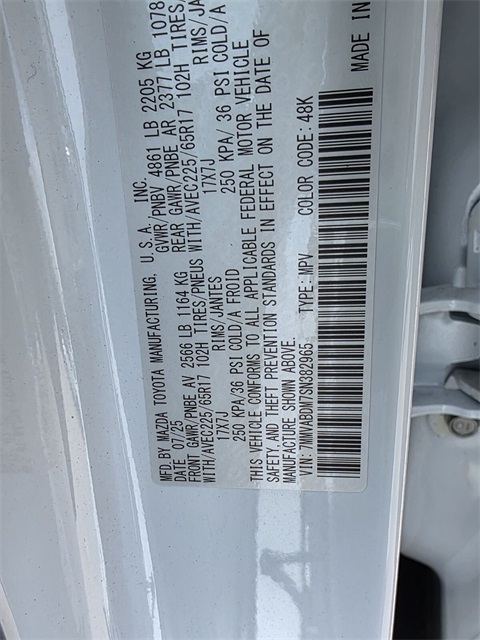 MFD. BY MAZDA TOYOTA MANUFACTURING, U.S.A. INC.
DATE 07/25 GVWR/PNBV 4861 LB 2205 KG
FRONT GAWR/PNBE AV 2566 LB 1164 KG REAR GAWR/PNBE AR 2377 LB 1078
WITH/AVEC225/65R17 102H TIRES/PNEUS WITH/AVEC225/65R17 102H TIRES/
17X7J RIMS/JANTES 17X7J RIMS/JA
250 KPA/36 PSI COLD/A FROID 250 KPA/ 36 PSI COLD/A
THIS VEHICLE CONFORMS TO ALL APPLICABLE FEDERAL MOTOR VEHICLE
SAFETY, AND THEFT PREVENTION STANDARDS IN EFFECT ON THE DATE OF
MANUFACTURE SHOWN ABOVE.
VIN: 7MMVABDM7SN382965 TYPE: MPV COLOR CODE: 48K
MADE IN